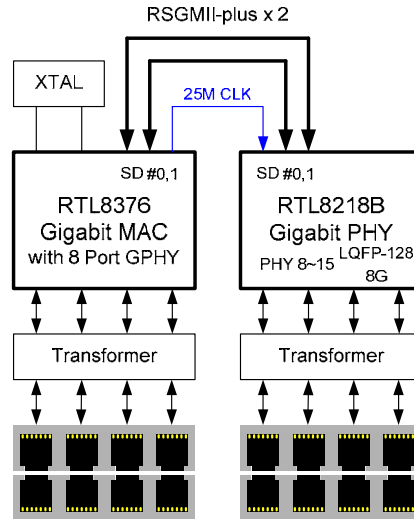 RSGMII-plus x 2
XTAL
25M CLK
SD #0,1
RTL8376
Gigabit MAC
with 8 Port GPHY
SD #0,1
RTL8218B
Gigabit PHY
PHY 8~15
LQFP-128
8G
Transformer
Transformer